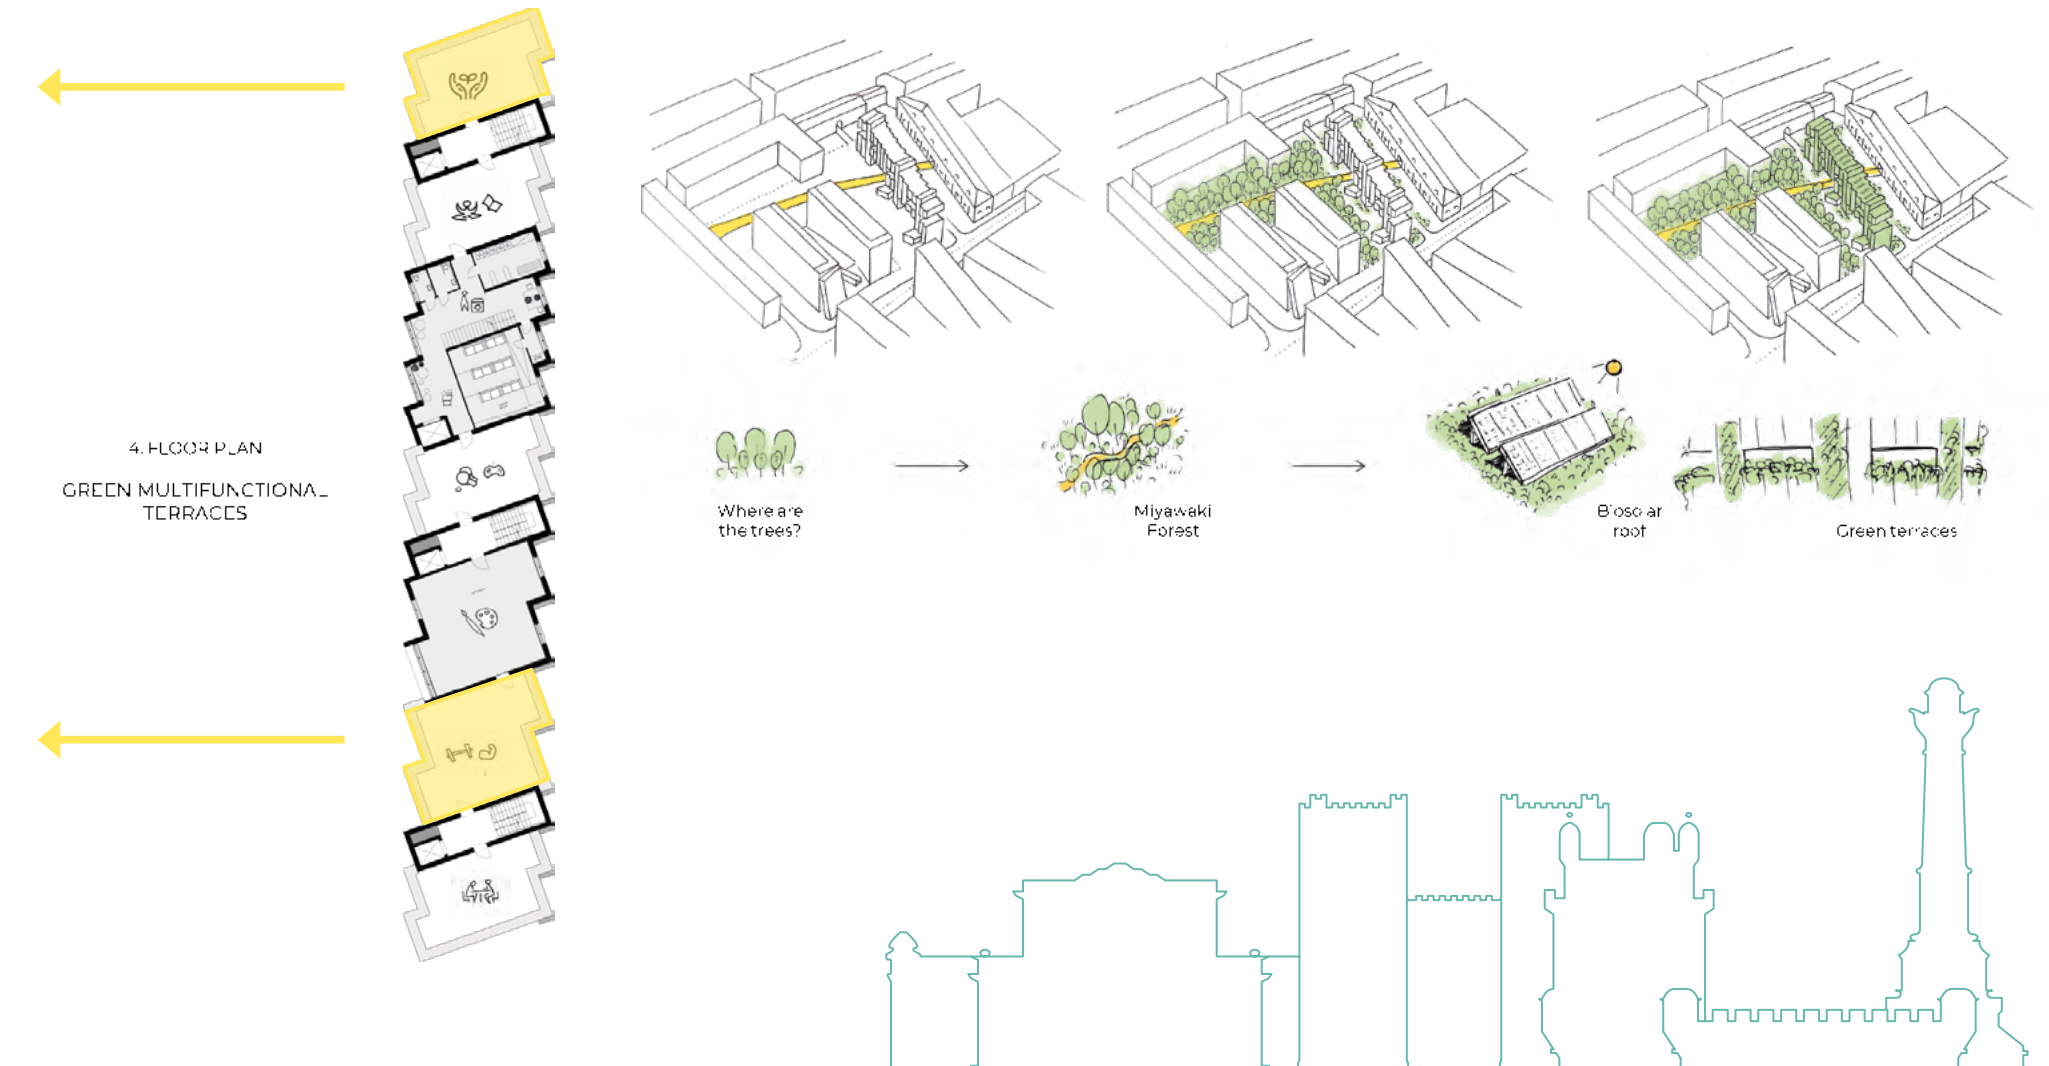 4. FLOOR PLAN
GREEN MULTIFUNCTIONAL
TERRACES
Where are
the trees?
Miyawaki
Forest
Biosolar
roof
Green terraces